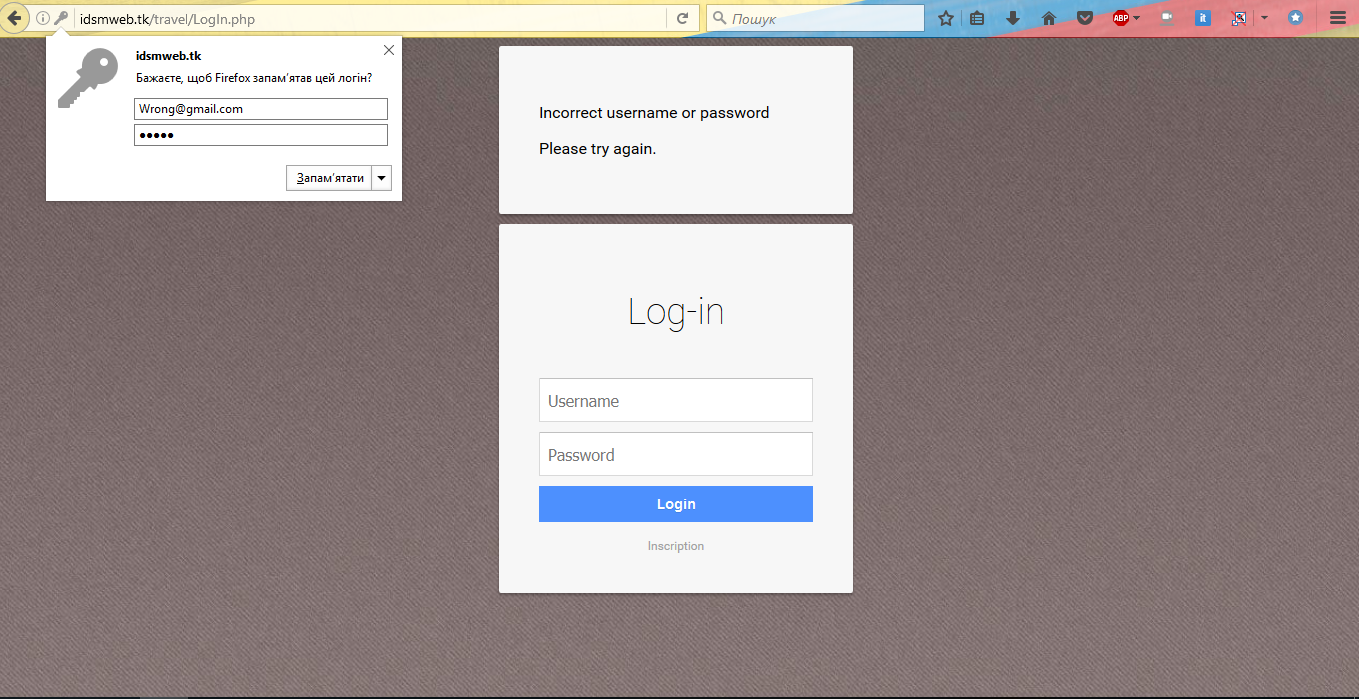 idsmweb.tk/travel/LogIn.php
Пошук
ABP
it
idsmweb.tk
Бажаєте, щоб Firefox запам'ятав цей логін?
Wrong@gmail.com
●●●●●
Запам'ятати
Incorrect username or password
Please try again.
Log-in
Username
Password
Login
Inscription